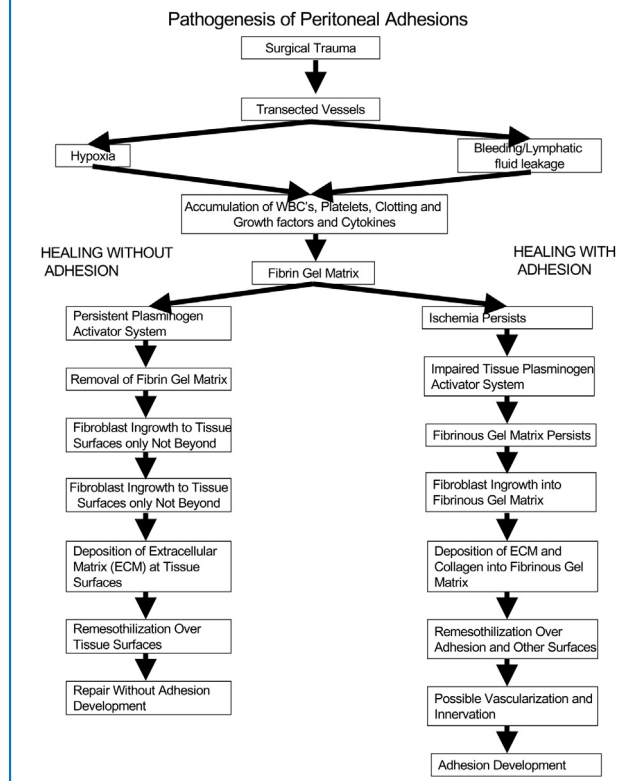 Pathogenesis of Peritoneal Adhesions
Surgical Trauma
Transected Vessels
Hypoxia
Bleeding/Lymphatic
fluid leakage
Accumulation of WBC's, Platelets, Clotting and
Growth factors and Cytokines
HEALING WITHOUT
ADHESION
HEALING WITH
ADHESION
Fibrin Gel Matrix
Persistent Plasminogen
Activator System
Removal of Fibrin Gel Matrix
Fibroblast Ingrowth to Tissue
Surfaces only Not Beyond
Fibroblast Ingrowth to Tissue
Surfaces only Not Beyond
Deposition of Extracellular
Matrix (ECM) at Tissue
Surfaces
Remesothilization Over
Tissue Surfaces
Repair Without Adhesion
Development
Ischemia Persists
Impaired Tissue Plasminogen
Activator System
Fibrinous Gel Matrix Persists
Fibroblast Ingrowth into
Fibrinous Gel Matrix
Deposition of ECM and
Collagen into Fibrinous Gel
Matrix
Remesothilization Over
Adhesion and Other Surfaces
Possible Vascularization and
Innervation
Adhesion Development